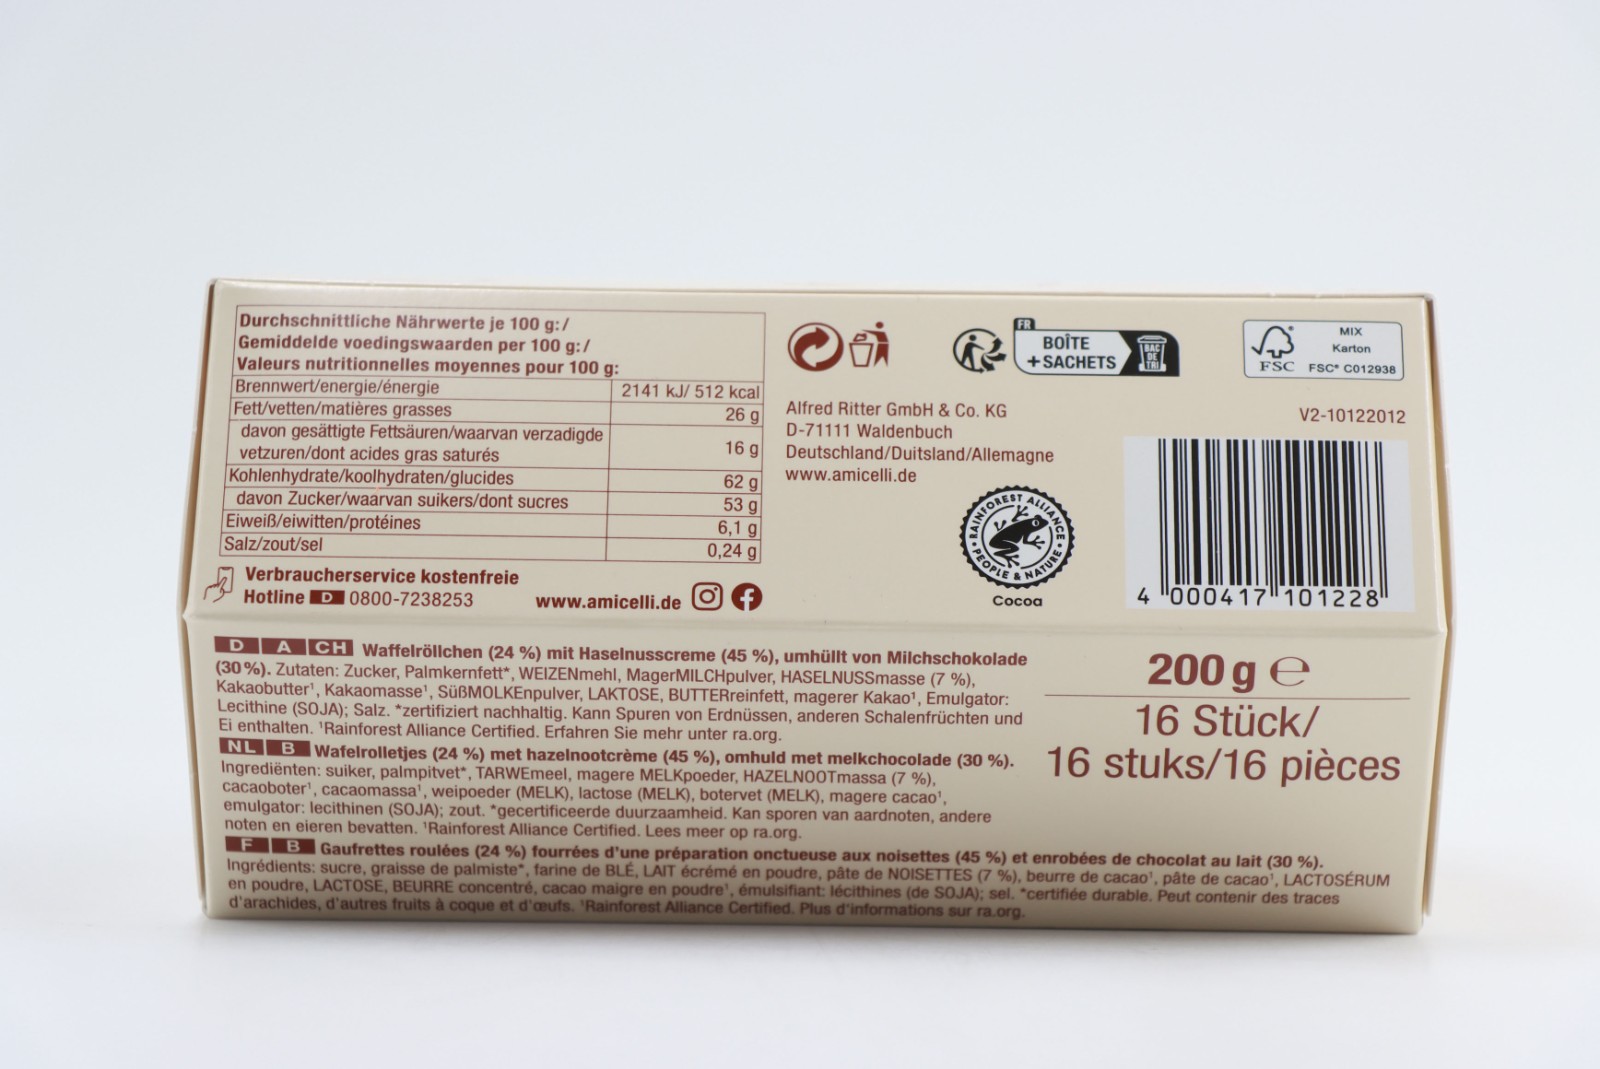 Durchschnittliche Nährwerte je 100 g:/
Gemiddelde voedingswaarden per 100 g:/
Valeurs nutritionnelles moyennes pour 100 g:
Brennwert/energie/énergie 2141 kJ/ 512 kcal
Fett/vetten/matières grasses 26 g
davon gesättigte Fettsäuren/waarvan verzadigde
vetzuren/dont acides gras saturés 16 g
Kohlenhydrate/koolhydraten/glucides 62 g
davon Zucker/waarvan suikers/dont sucres 53 g
Eiweiß/eiwitten/protéines 6,1 g
Salz/zout/sel 0,24 g
Verbraucherservice kostenfreie
Hotline D 0800-7238253
www.amicelli.de
FR
BOÎTE
+ SACHETS
BAC
DE
TRI
FSC
MIX
Karton
FSC® C012938
Alfred Ritter GmbH & Co. KG
D-71111 Waldenbuch
Deutschland/Duitsland/Allemagne
www.amicelli.de
V2-10122012
RAINFOREST ALLIANCE
PEOPLE & NATURE
Cocoa
4 000417 101228
D A CH Waffelröllchen (24 %) mit Haselnusscreme (45 %), umhüllt von Milchschokolade
(30 %). Zutaten: Zucker, Palmkernfett*, WEIZENmehl, MagerMILCHpulver, HASELNUSSmasse (7 %),
Kakaobutter¹, Kakaomasse¹, SüßMOLKEnpulver, LAKTOSE, BUTTERreinfett, magerer Kakao¹, Emulgator:
Lecithine (SOJA); Salz. *zertifiziert nachhaltig. Kann Spuren von Erdnüssen, anderen Schalenfrüchten und
Ei enthalten. ¹Rainforest Alliance Certified. Erfahren Sie mehr unter ra.org.
NL B Wafelrolletjes (24 %) met hazelnootcrème (45 %), omhuld met melkchocolade (30 %).
Ingrediënten: suiker, palmpitvet*, TARWEmeel, magere MELKpoeder, HAZELNOOTmassa (7 %),
cacaoboter¹, cacaomassa¹, weipoeder (MELK), lactose (MELK), botervet (MELK), magere cacao¹,
emulgator: lecithinen (SOJA); zout. *gecertificeerde duurzaamheid. Kan sporen van aardnoten, andere
noten en eieren bevatten. ¹Rainforest Alliance Certified. Lees meer op ra.org.
F B Gaufrettes roulées (24 %) fourrées d'une préparation onctueuse aux noisettes (45 %) et enrobées de chocolat au lait (30 %).
Ingrédients: sucre, graisse de palmiste*, farine de BLÉ, LAIT écrémé en poudre, pâte de NOISETTES (7 %), beurre de cacao¹, pâte de cacao¹, LACTOSÉRUM
en poudre, LACTOSE, BEURRE concentré, cacao maigre en poudre¹, émulsifiant: lécithines (de SOJA); sel. *certifiée durable. Peut contenir des traces
d'arachides, d'autres fruits à coque et d'œufs. ¹Rainforest Alliance Certified. Plus d'informations sur ra.org.
200 g e
16 Stück/
16 stuks/16 pièces